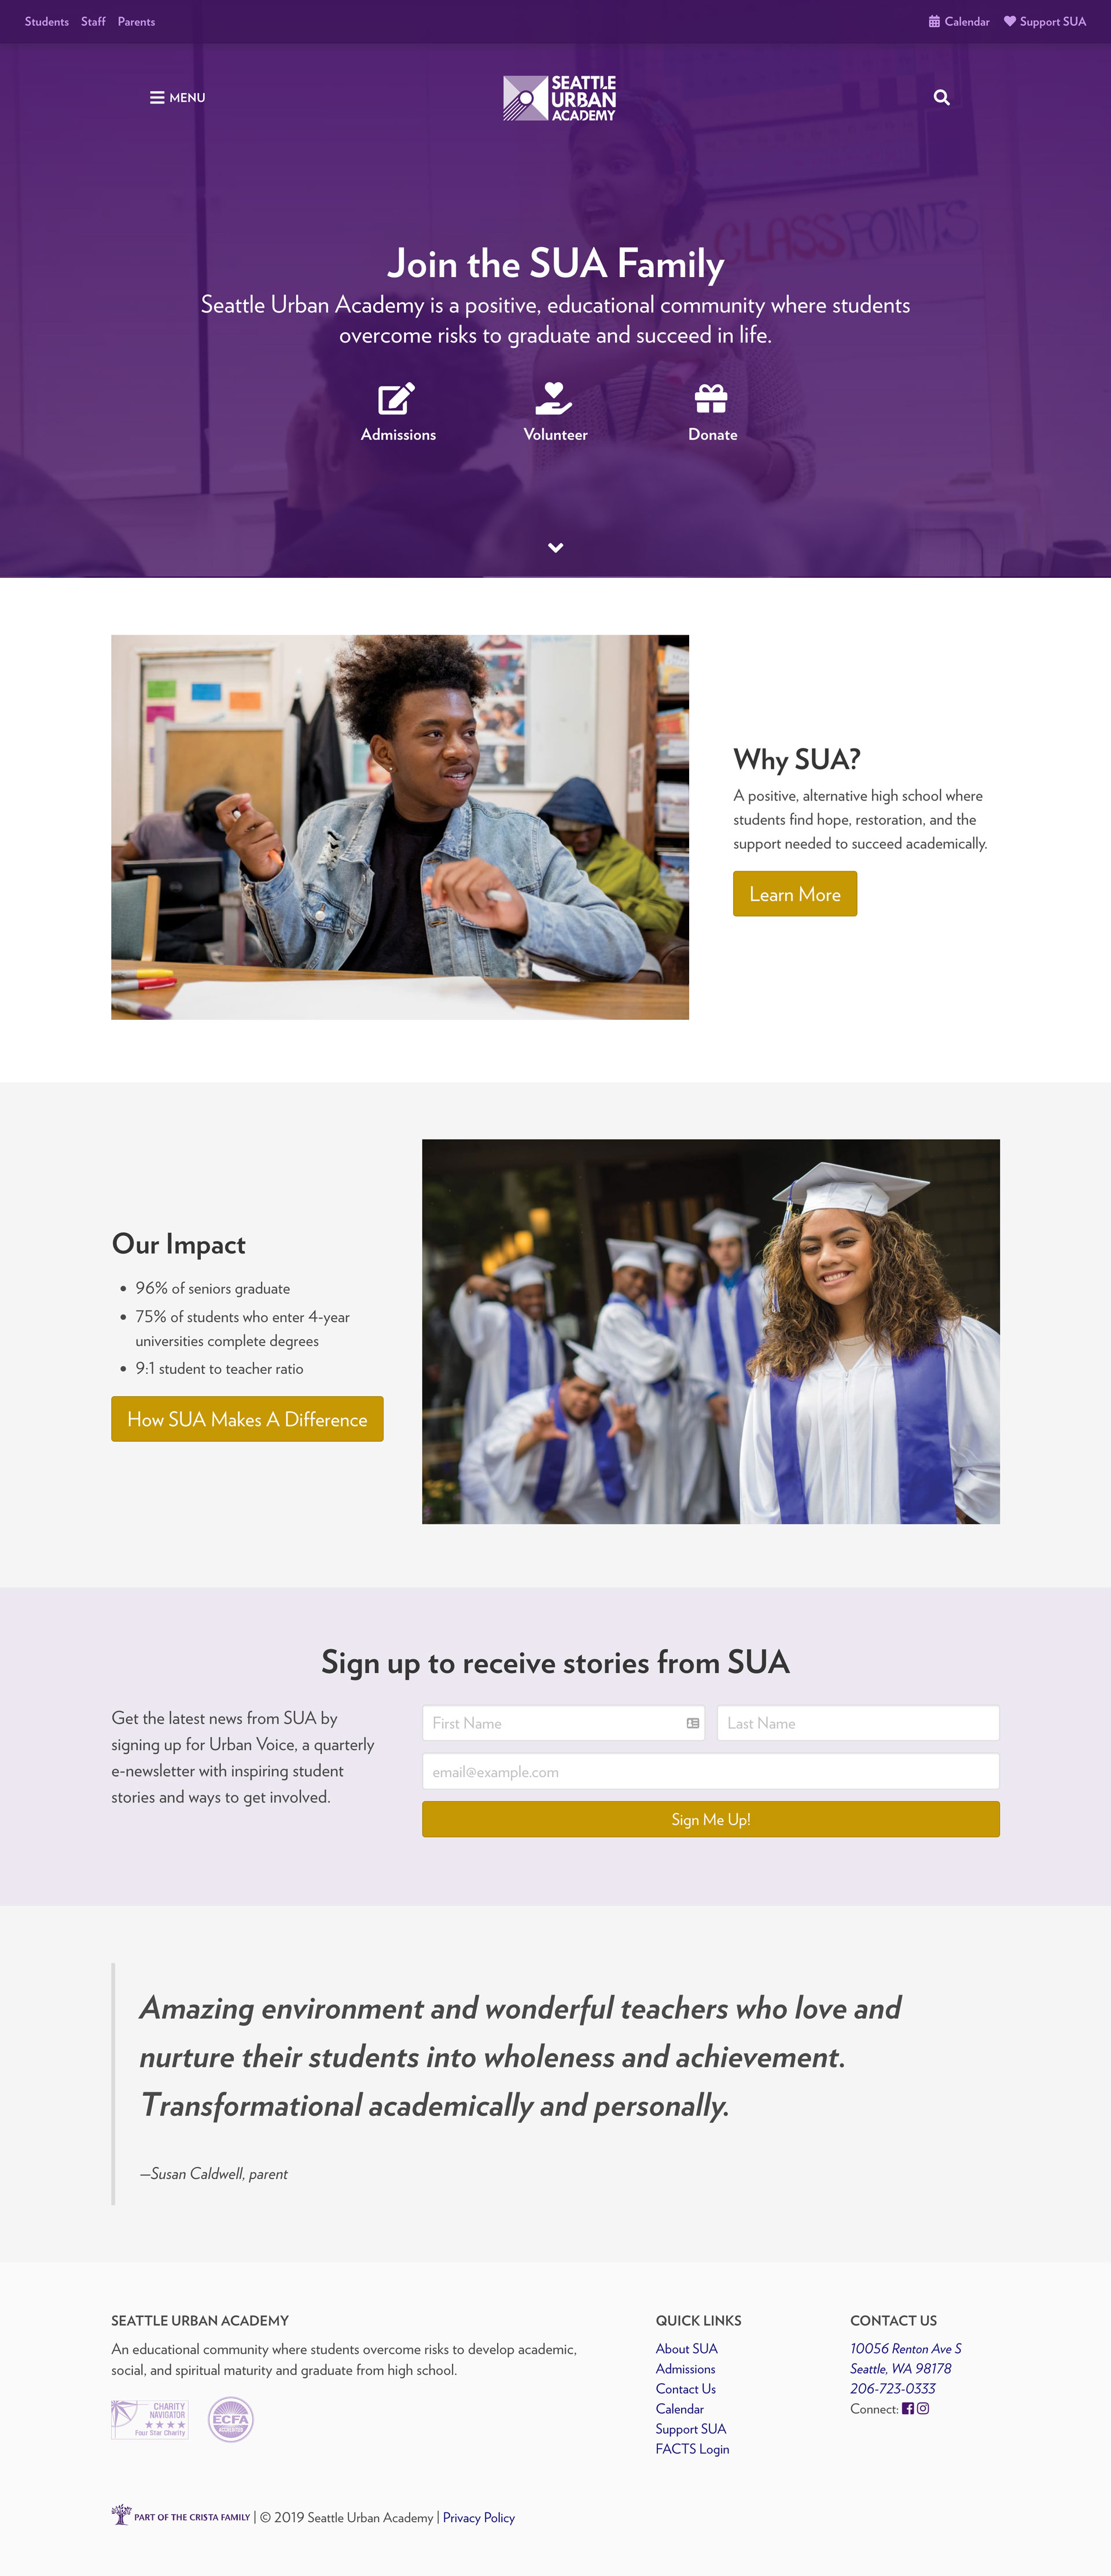 Students Staff Parents
Calendar Support SUA
MENU
SEATTLE
URBAN
ACADEMY
CLASS POINTS
Join the SUA Family
Seattle Urban Academy is a positive, educational community where students
overcome risks to graduate and succeed in life.
Admissions Volunteer Donate
Why SUA?
A positive, alternative high school where
students find hope, restoration, and the
support needed to succeed academically.
Learn More
Our Impact
• 96% of seniors graduate
• 75% of students who enter 4-year
universities complete degrees
• 9:1 student to teacher ratio
How SUA Makes A Difference
Sign up to receive stories from SUA
Get the latest news from SUA by
signing up for Urban Voice, a quarterly
e-newsletter with inspiring student
stories and ways to get involved.
First Name
Last Name
email@example.com
Sign Me Up!
Amazing environment and wonderful teachers who love and
nurture their students into wholeness and achievement.
Transformational academically and personally.
—Susan Caldwell, parent
SEATTLE URBAN ACADEMY
An educational community where students overcome risks to develop academic,
social, and spiritual maturity and graduate from high school.
CHARITY
NAVIGATOR
★★★★
Four Star Charity
ECFA
ACCREDITED
QUICK LINKS
About SUA
Admissions
Contact Us
Calendar
Support SUA
FACTS Login
CONTACT US
10056 Renton Ave S
Seattle, WA 98178
206-723-0333
Connect:
PART OF THE CRISTA FAMILY | © 2019 Seattle Urban Academy | Privacy Policy